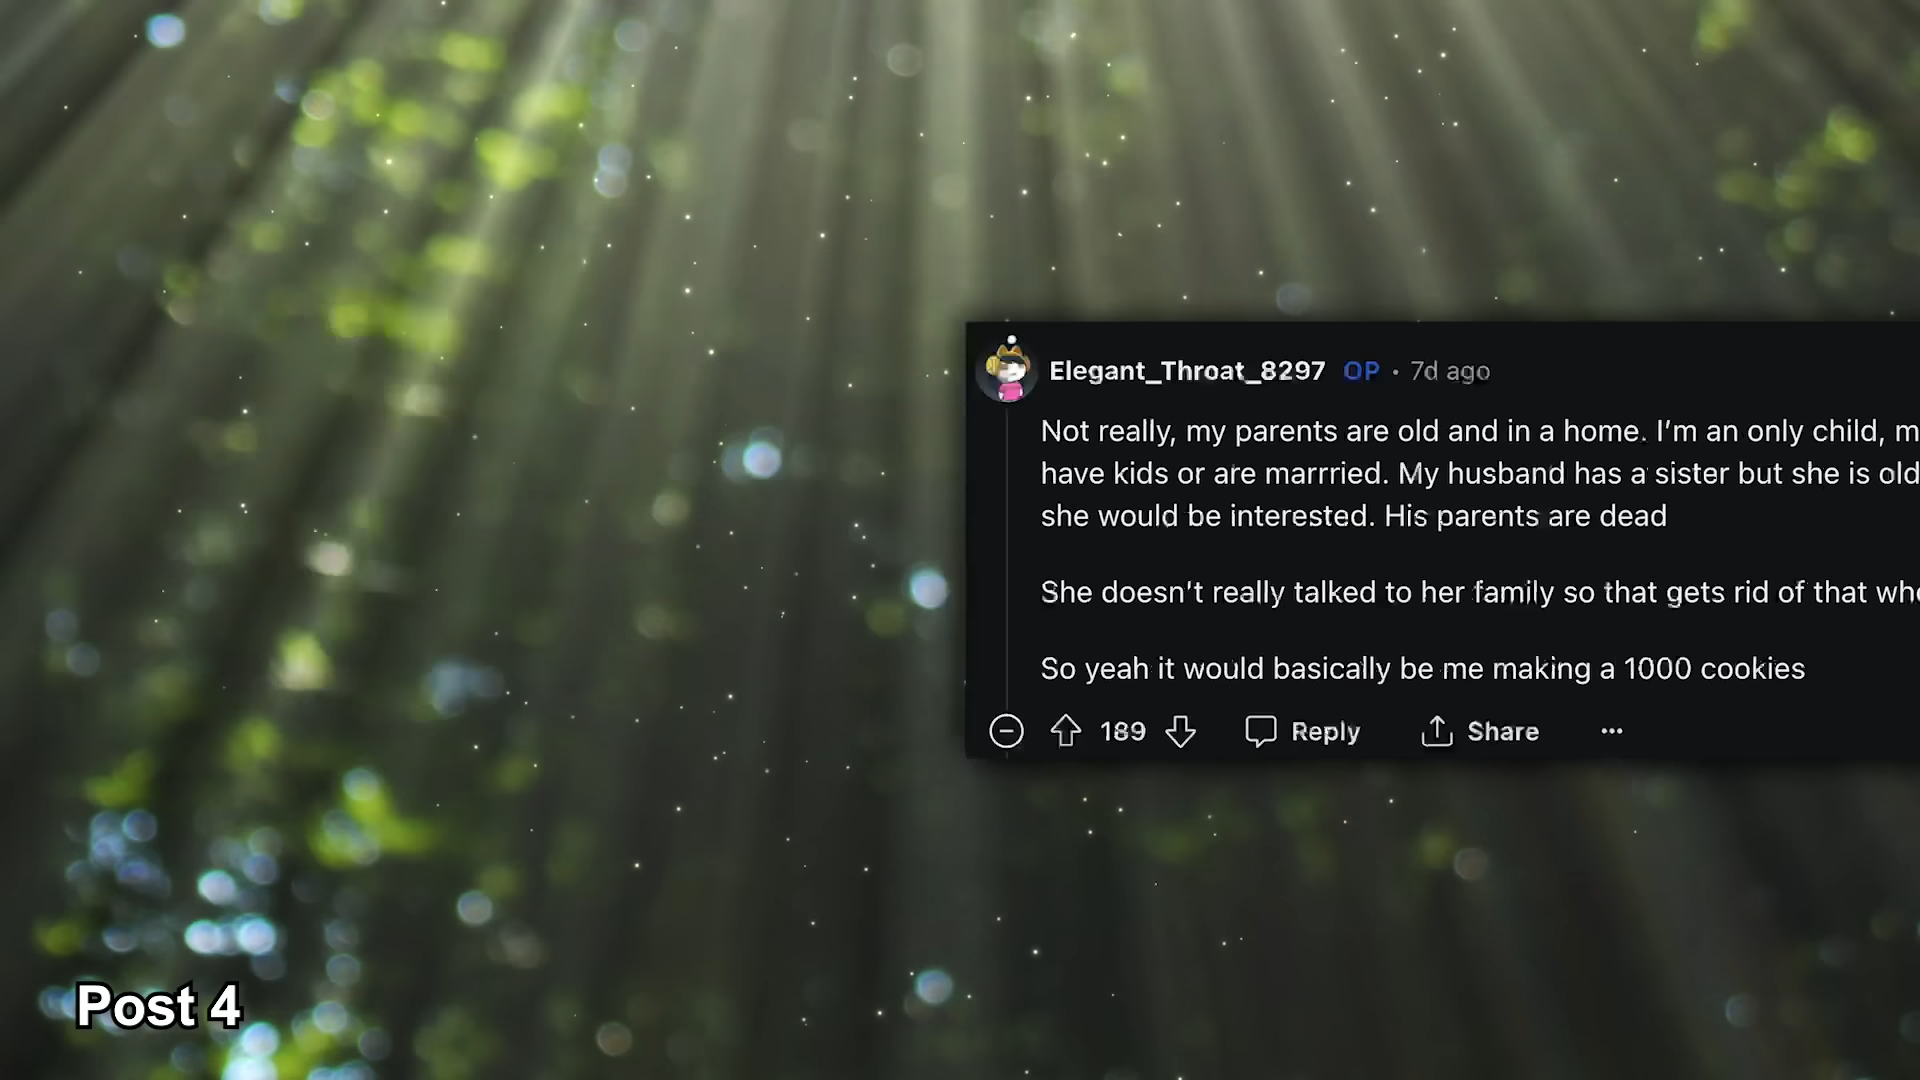 Elegant_Throat_8297 OP • 7d ago
Not really, my parents are old and in a home. I’m an only child, m
have kids or are marrried. My husband has a sister but she is old
she would be interested. His parents are dead
She doesn’t really talked to her family so that gets rid of that who
So yeah it would basically be me making a 1000 cookies
189 Reply Share ...
Post 4